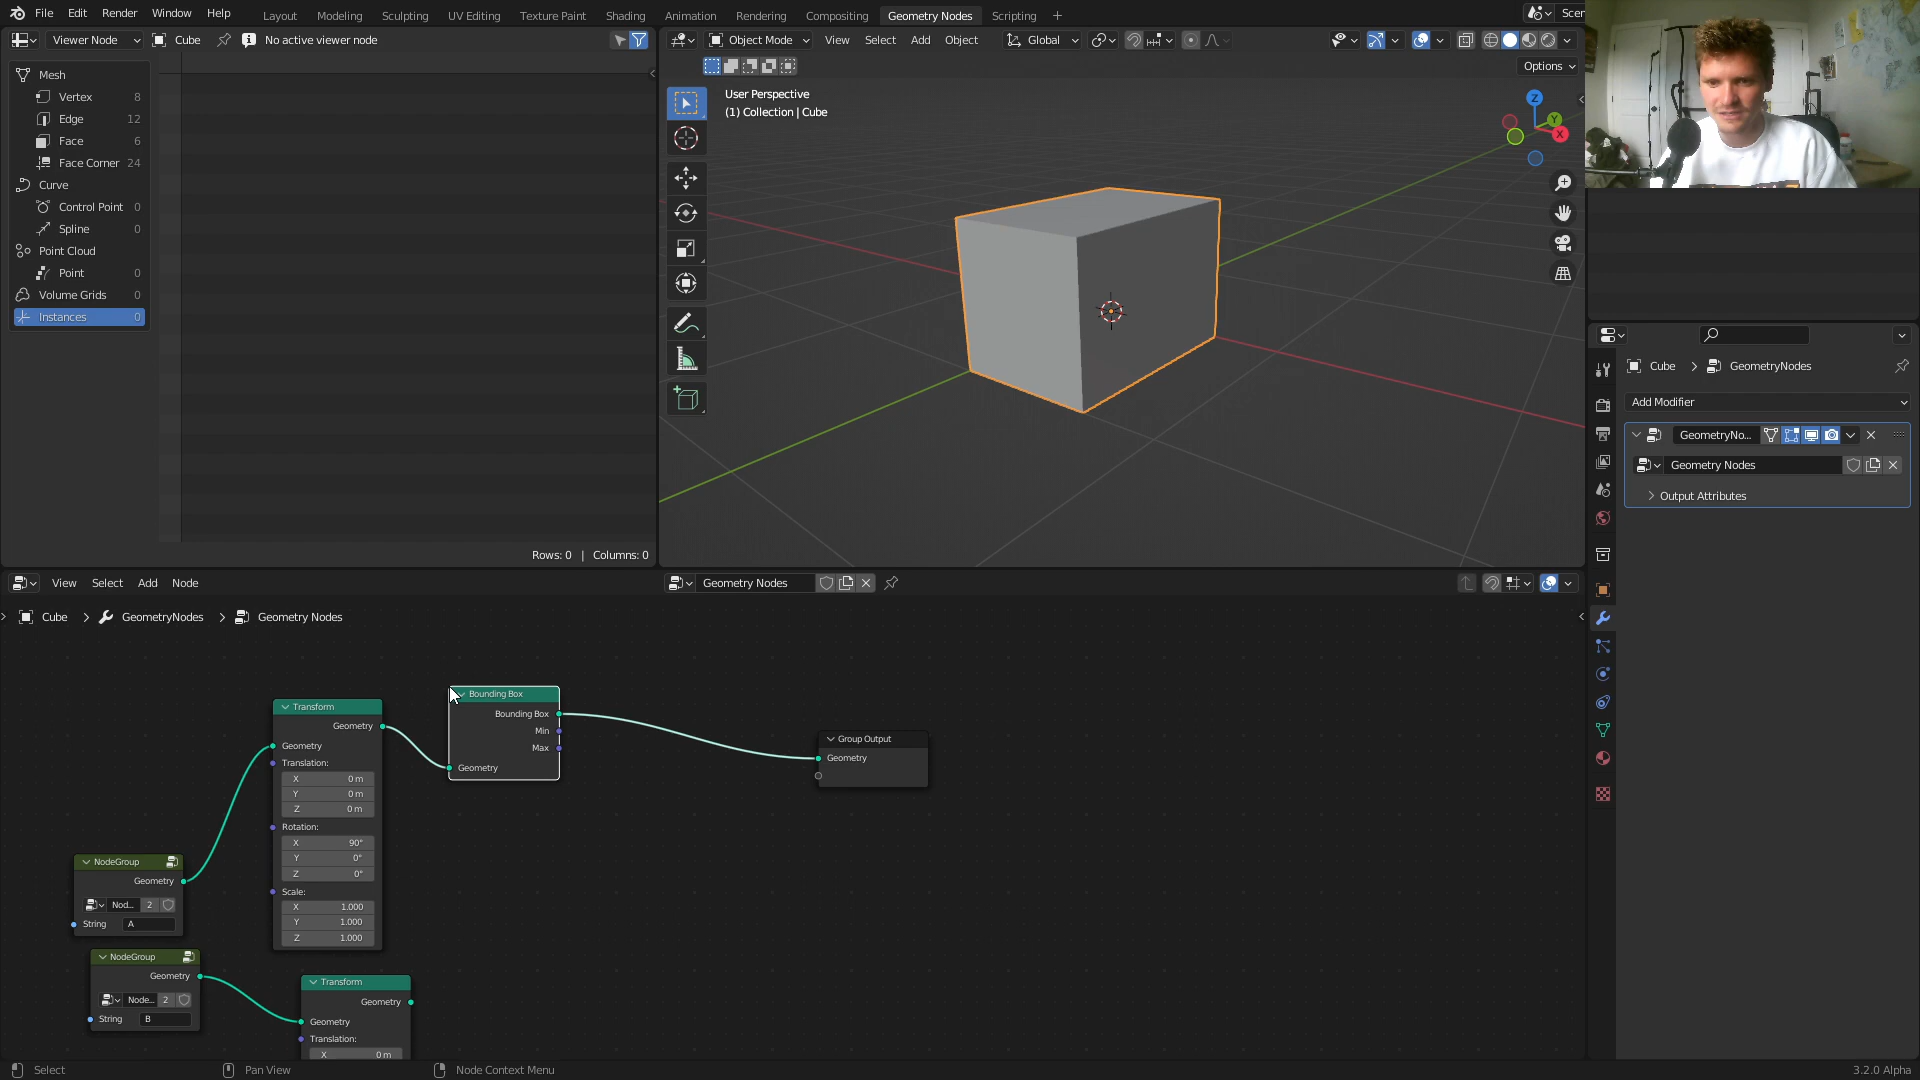 File Edit Render Window Help
Layout Modeling Sculpting UV Editing Texture Paint Shading Animation Rendering Compositing Geometry Nodes Scripting
Viewer Node Cube No active viewer node
Object Mode View Select Add Object Global
Options
User Perspective
(1) Collection | Cube
Z
Y
X
Mesh
Vertex 8
Edge 12
Face 6
Face Corner 24
Curve
Control Point 0
Spline 0
Point Cloud
Point 0
Volume Grids 0
Instances 0
Rows: 0 | Columns: 0
Cube > GeometryNodes
Add Modifier
GeometryNo...
Geometry Nodes
Output Attributes
View Select Add Node
Geometry Nodes
Cube > GeometryNodes > Geometry Nodes
Transform
Geometry
Geometry
Translation:
X 0 m
Y 0 m
Z 0 m
Rotation:
X 90°
Y 0°
Z 0°
Scale:
X 1.000
Y 1.000
Z 1.000
Bounding Box
Bounding Box
Min
Max
Geometry
Group Output
Geometry
NodeGroup
Geometry
Nod... 2
String A
NodeGroup
Geometry
Node... 2
String B
Transform
Geometry
Geometry
Translation:
X 0 m
Select Pan View Node Context Menu
3.2.0 Alpha